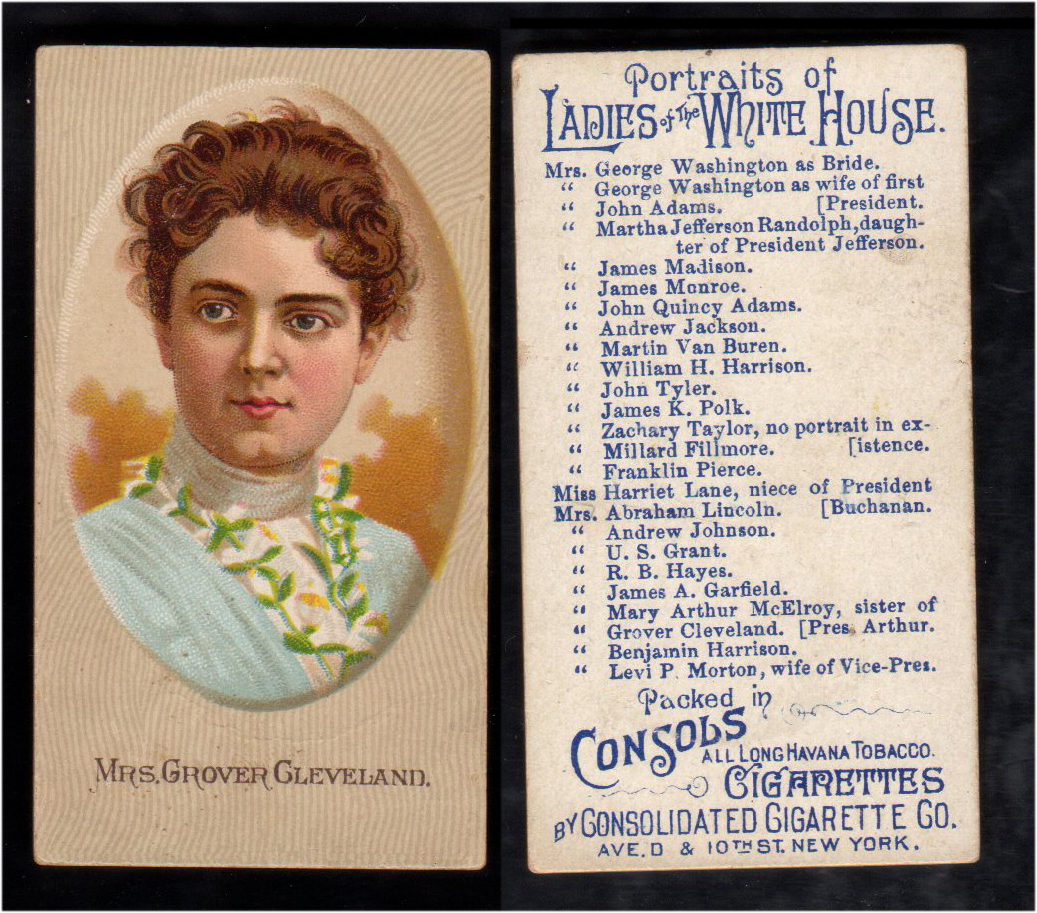 MRS. GROVER CLEVELAND.
Portraits of
LADIES of The WHITE HOUSE.
Mrs. George Washington as Bride.
“ George Washington as wife of first
“ John Adams. [President.
“ Martha Jefferson Randolph, daugh-
ter of President Jefferson.
“ James Madison.
“ James Monroe.
“ John Quincy Adams.
“ Andrew Jackson.
“ Martin Van Buren.
“ William H. Harrison.
“ John Tyler.
“ James K. Polk.
“ Zachary Taylor, no portrait in ex-
“ Millard Fillmore. [istence.
“ Franklin Pierce.
Miss Harriet Lane, niece of President
Mrs. Abraham Lincoln. [Buchanan.
“ Andrew Johnson.
“ U. S. Grant.
“ R. B. Hayes.
“ James A. Garfield.
“ Mary Arthur McElroy, sister of
“ Grover Cleveland. [Pres. Arthur.
“ Benjamin Harrison.
“ Levi P. Morton, wife of Vice-Pres.
Packed in
CONSOLS
ALL LONG HAVANA TOBACCO.
CIGARETTES
BY CONSOLIDATED CIGARETTE CO.
AVE. D & 10TH ST. NEW YORK.